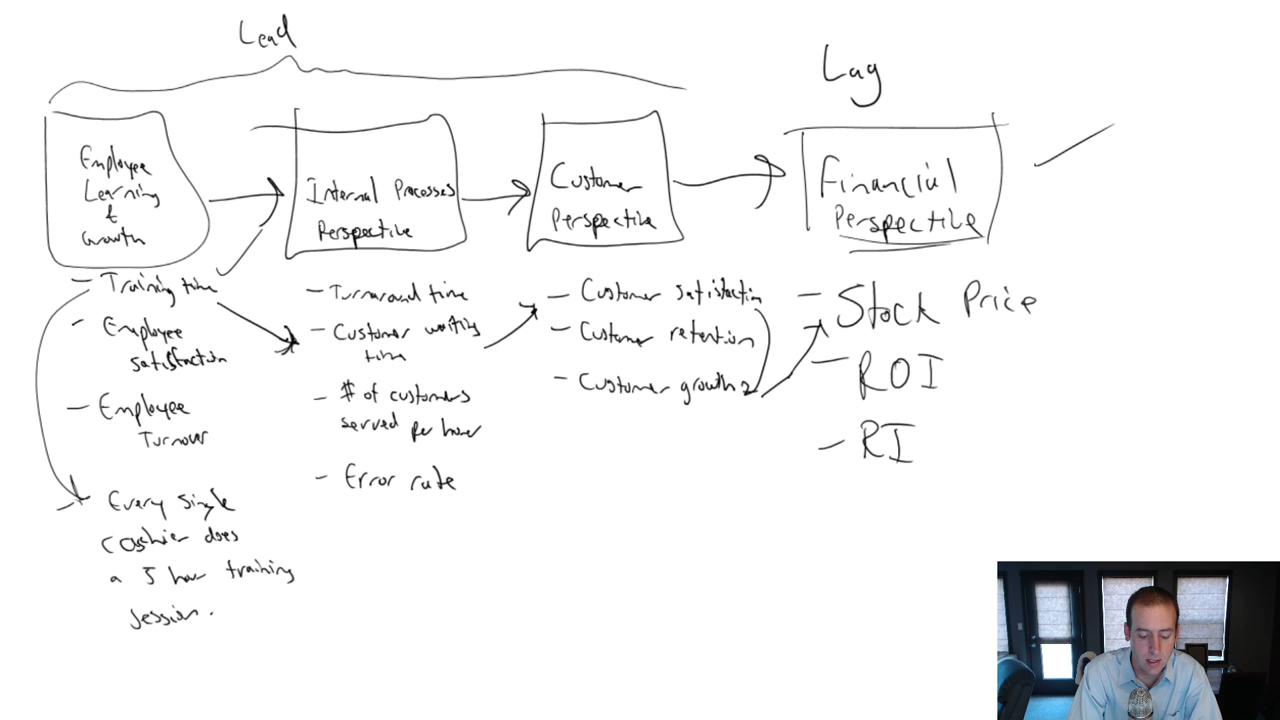 Lead
Lag
Employee
Learning
&
Growth
Internal Processes
Perspective
Customer
Perspective
Financial
Perspective
- Training time
- Employee
satisfaction
- Employee
Turnover
- Every single
cashier does
a 5 hour training
session.
- Turnaround time
- Customer waiting
time
- # of customers
served per hour
- Error rate
- Customer satisfaction
- Customer retention
- Customer growth
- Stock Price
- ROI
- RI